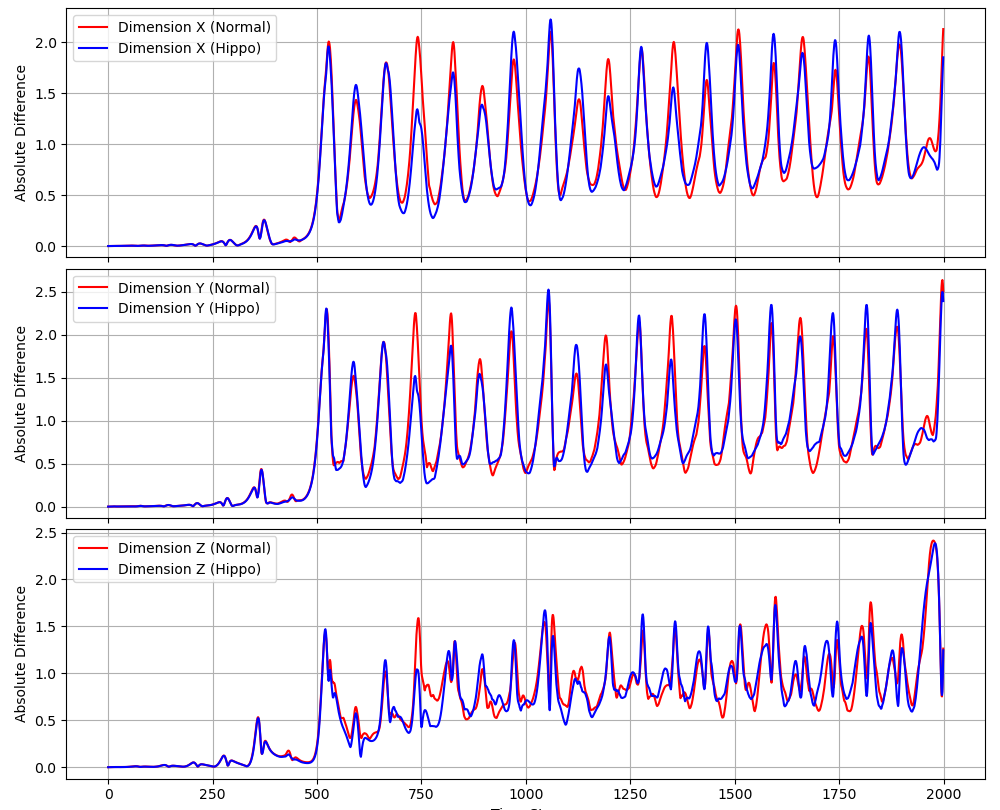 Dimension X (Normal)
Dimension X (Hippo)
Absolute Difference
2.0
1.5
1.0
0.5
0.0
Dimension Y (Normal)
Dimension Y (Hippo)
Absolute Difference
2.5
2.0
1.5
1.0
0.5
0.0
Dimension Z (Normal)
Dimension Z (Hippo)
Absolute Difference
2.5
2.0
1.5
1.0
0.5
0.0
0 250 500 750 1000 1250 1500 1750 2000